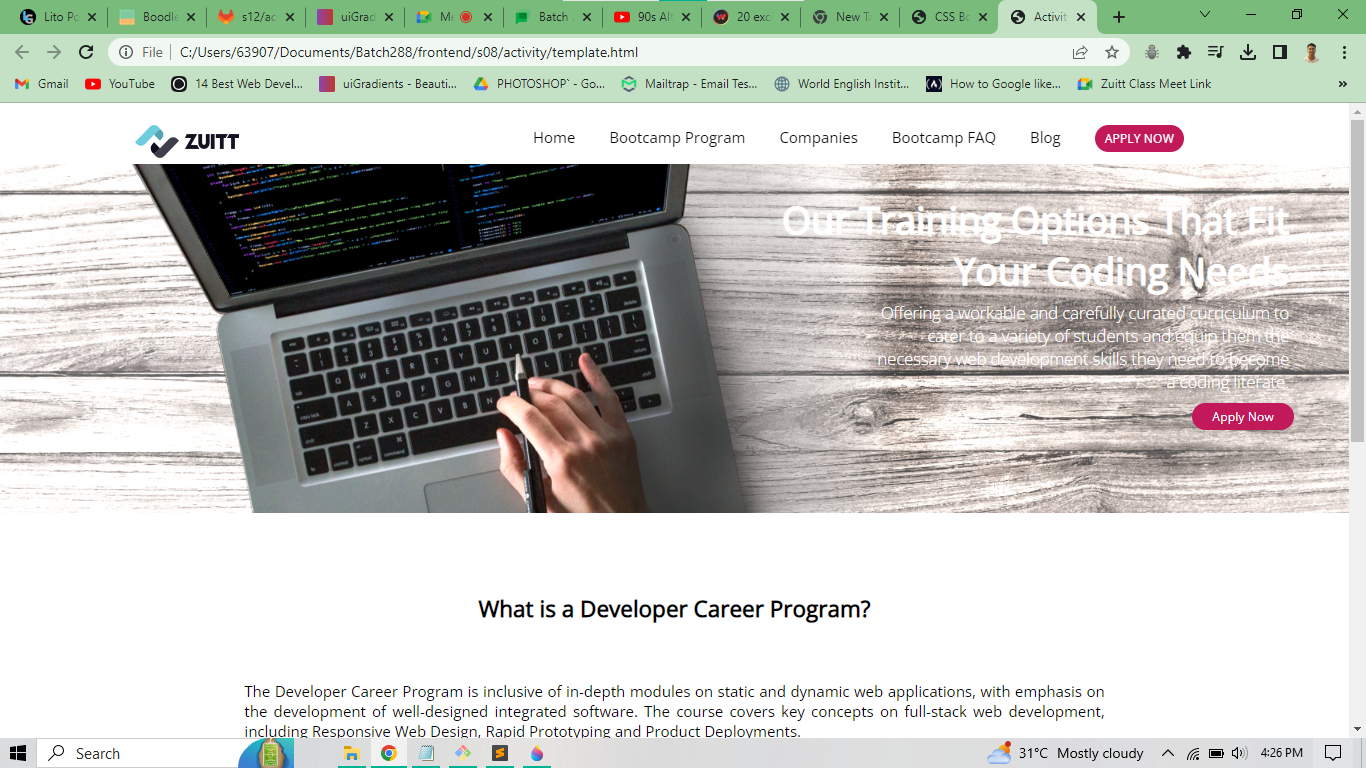 Lito Po
Boodle
s12/ac
uiGrad
Me
Batch
90s Alt
20 exc
New Ta
CSS Bo
Activit
File | C:/Users/63907/Documents/Batch288/frontend/s08/activity/template.html
Gmail
YouTube
14 Best Web Devel...
uiGradients - Beauti...
PHOTOSHOP` - Go...
Mailtrap - Email Tes...
World English Instit...
How to Google like...
Zuitt Class Meet Link
»
ZUITT
Home
Bootcamp Program
Companies
Bootcamp FAQ
Blog
APPLY NOW
Our Training Options That Fit
Your Coding Needs
Offering a workable and carefully curated curriculum to
cater to a variety of students and equip them the
necessary web development skills they need to become
a coding literate.
Apply Now
What is a Developer Career Program?
The Developer Career Program is inclusive of in-depth modules on static and dynamic web applications, with emphasis on
the development of well-designed integrated software. The course covers key concepts on full-stack web development,
including Responsive Web Design, Rapid Prototyping and Product Deployments.
Search
31°C Mostly cloudy
4:26 PM